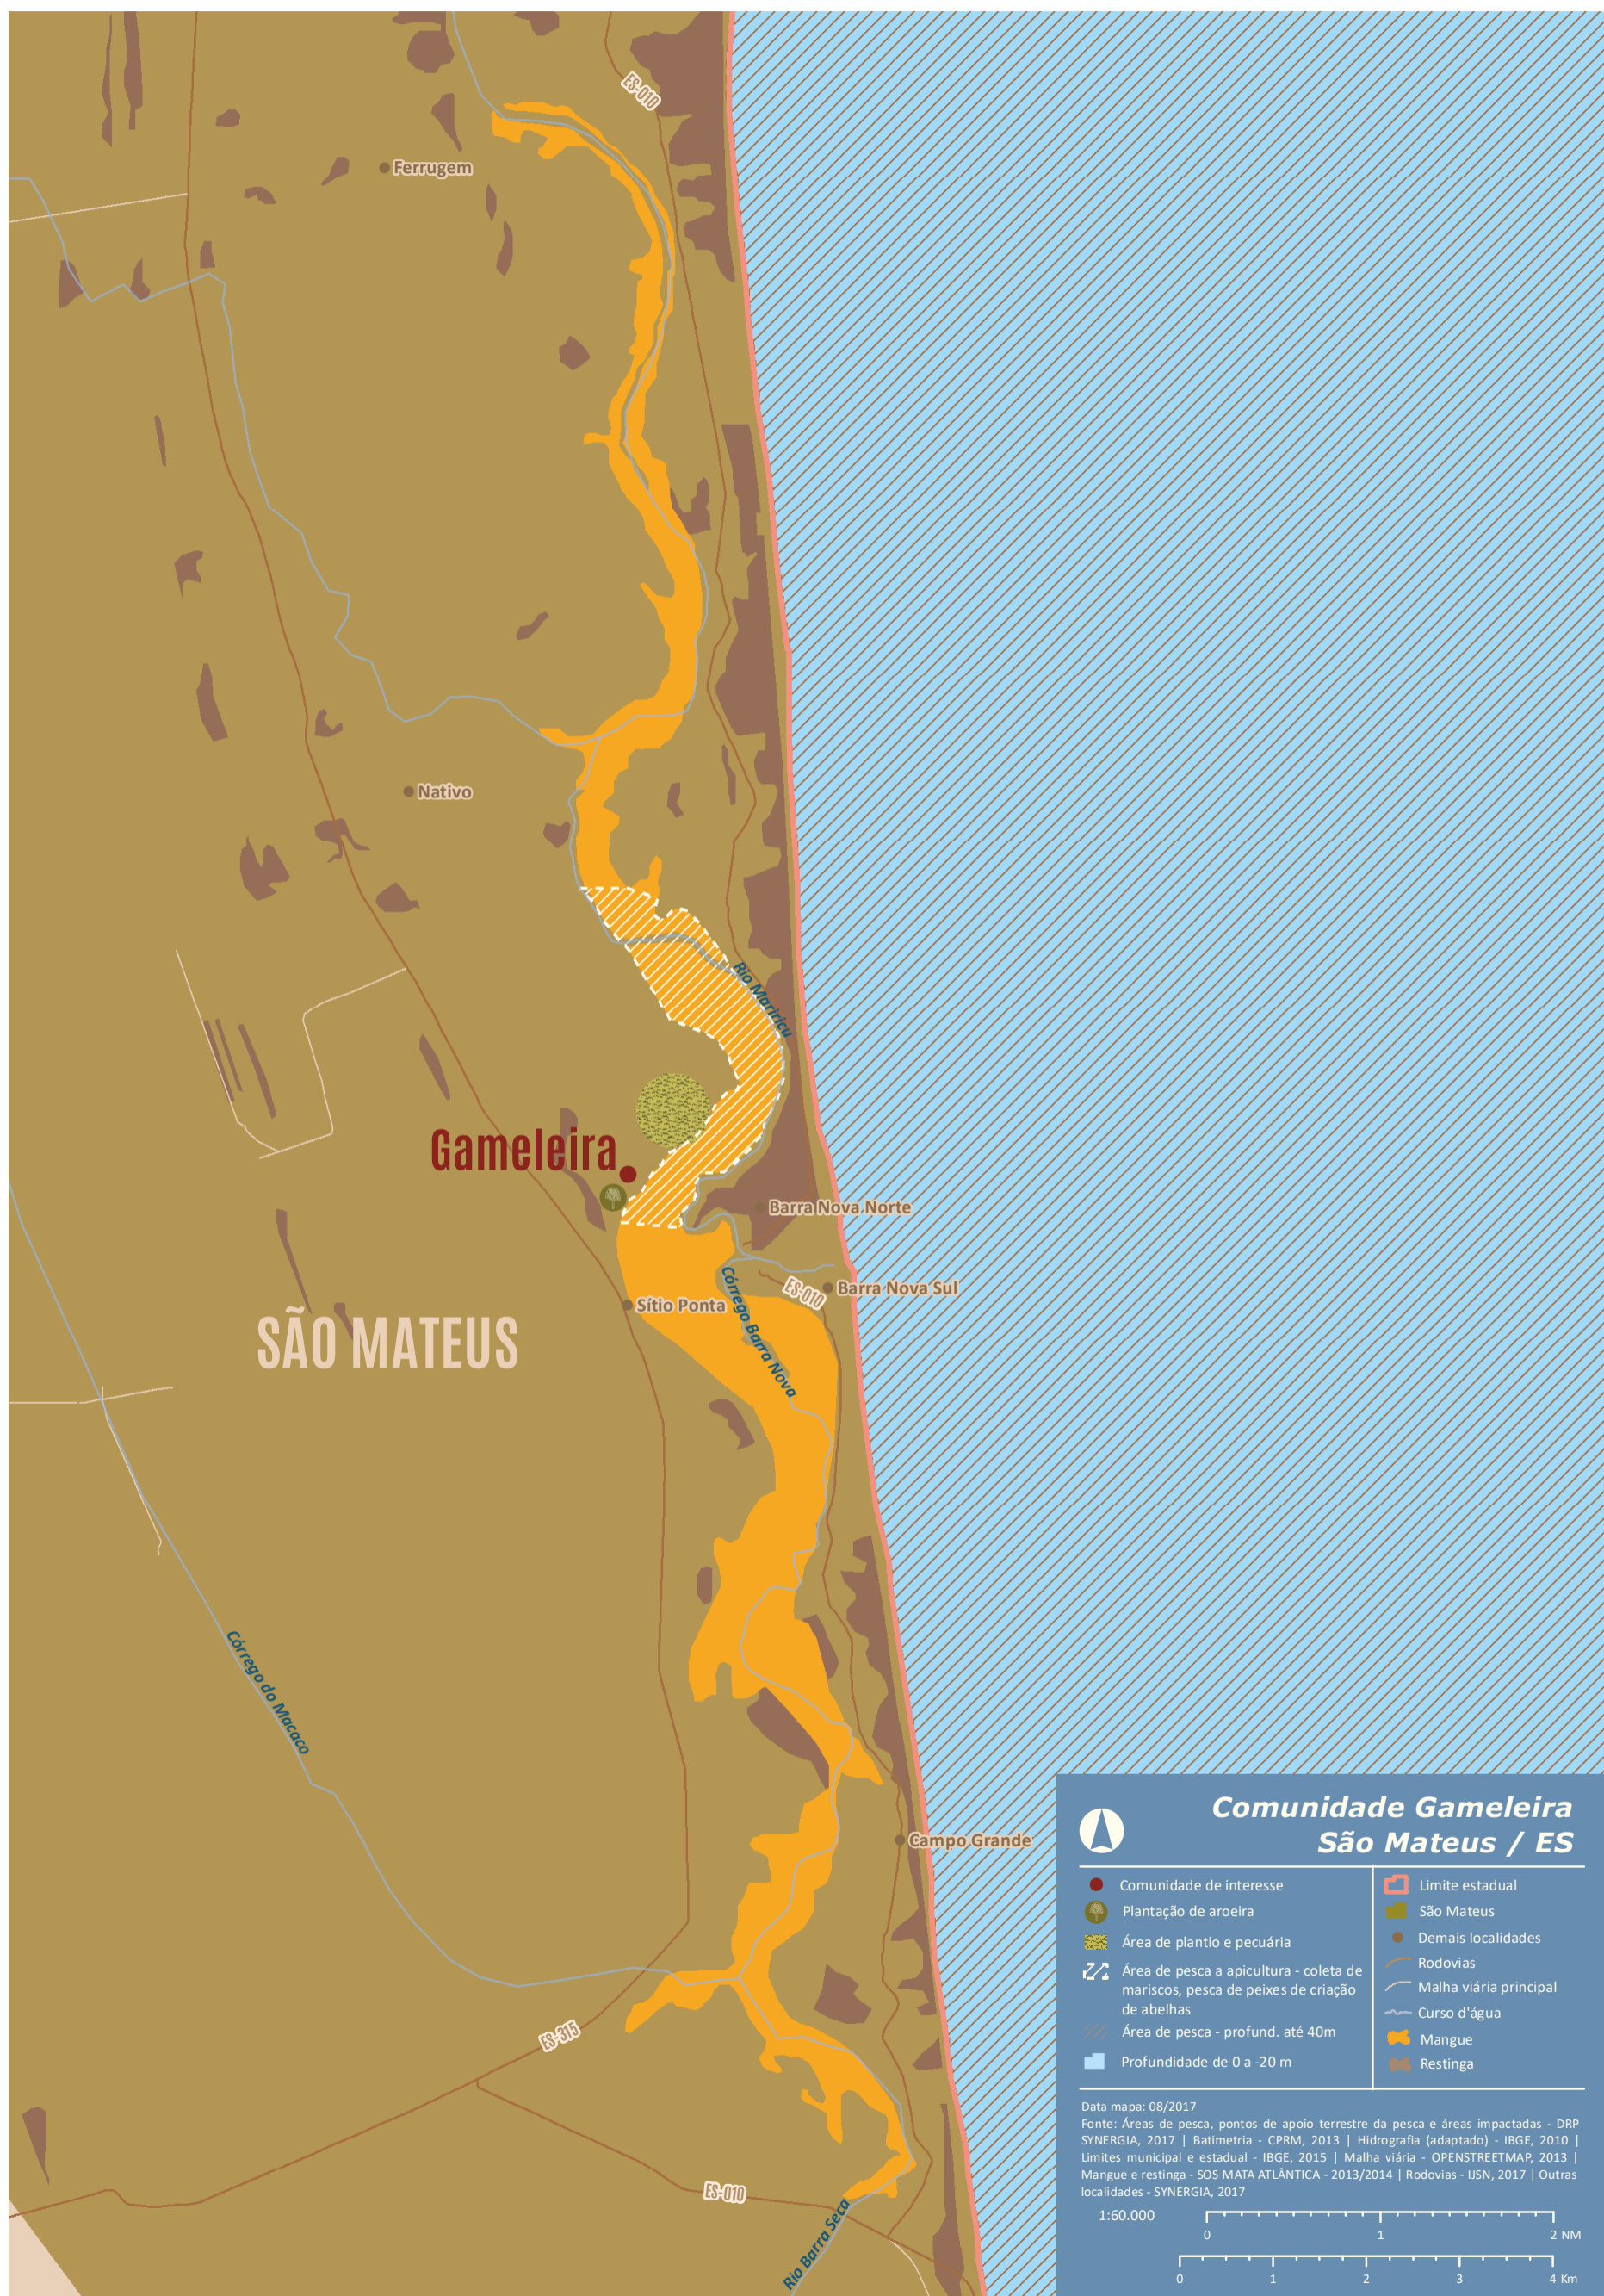 ES-010
Ferrugem
Nativo
Rio Mariricu
Gameleira
Barra Nova Norte
Barra Nova Sul
ES-010
Sítio Ponta
Córrego Barra Nova
SÃO MATEUS
Córrego do Macaco
Campo Grande
ES-315
ES-010
Rio Barra Seca
Comunidade Gameleira
São Mateus / ES
Comunidade de interesse
Plantação de aroeira
Área de plantio e pecuária
Área de pesca a apicultura - coleta de
mariscos, pesca de peixes de criação
de abelhas
Área de pesca - profund. até 40m
Profundidade de 0 a -20 m
Limite estadual
São Mateus
Demais localidades
Rodovias
Malha viária principal
Curso d'água
Mangue
Restinga
Data mapa: 08/2017
Fonte: Áreas de pesca, pontos de apoio terrestre da pesca e áreas impactadas - DRP
SYNERGIA, 2017 | Batimetria - CPRM, 2013 | Hidrografia (adaptado) - IBGE, 2010 |
Limites municipal e estadual - IBGE, 2015 | Malha viária - OPENSTREETMAP, 2013 |
Mangue e restinga - SOS MATA ATLÂNTICA - 2013/2014 | Rodovias - IJSN, 2017 | Outras
localidades - SYNERGIA, 2017
1:60.000
0 1 2 NM
0 1 2 3 4 Km